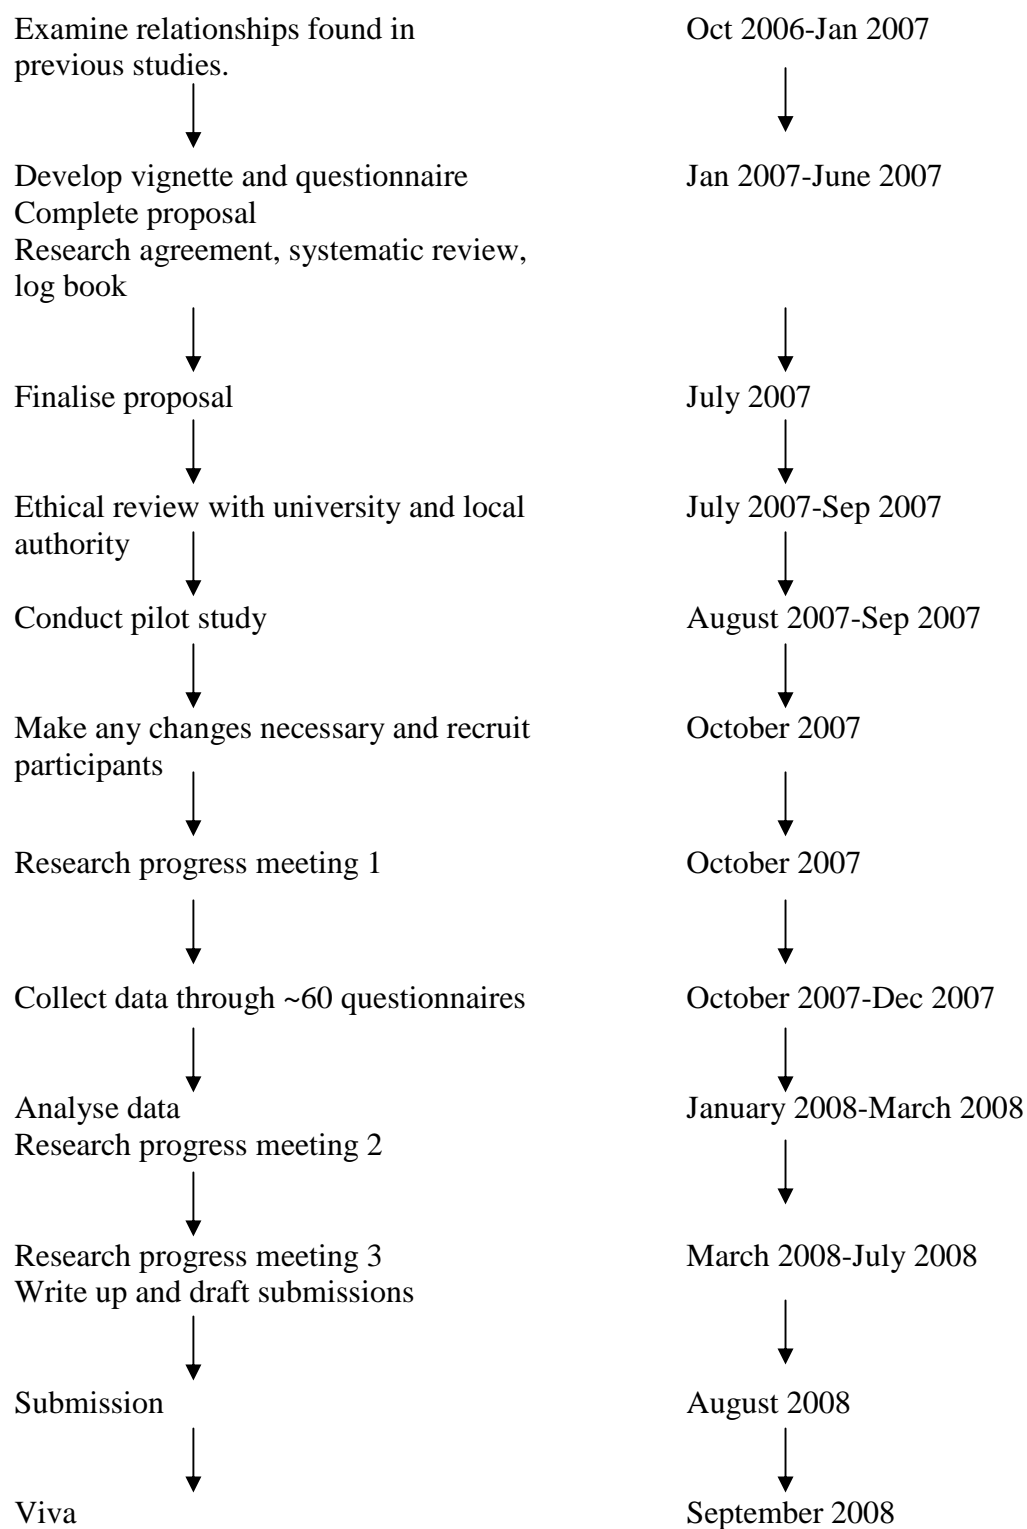 Examine relationships found in Oct 2006-Jan 2007
previous studies.
Develop vignette and questionnaire Jan 2007-June 2007
Complete proposal
Research agreement, systematic review,
log book
Finalise proposal July 2007
Ethical review with university and local July 2007-Sep 2007
authority
Conduct pilot study August 2007-Sep 2007
Make any changes necessary and recruit October 2007
participants
Research progress meeting 1 October 2007
Collect data through ~60 questionnaires October 2007-Dec 2007
Analyse data January 2008-March 2008
Research progress meeting 2
Research progress meeting 3 March 2008-July 2008
Write up and draft submissions
Submission August 2008
Viva September 2008